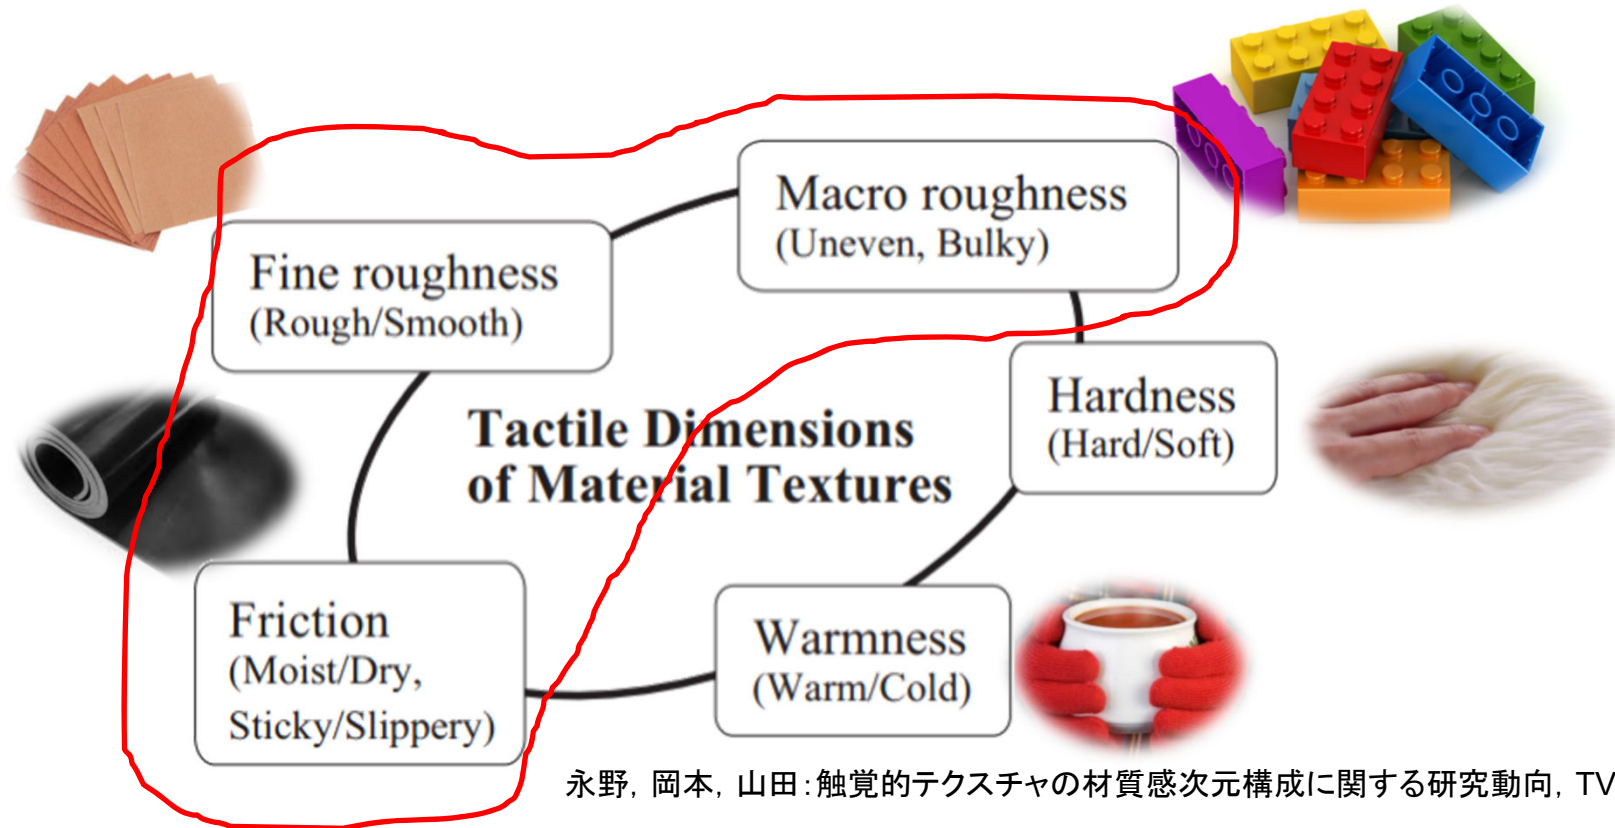 Macro roughness
(Uneven, Bulky)
Fine roughness
(Rough/Smooth)
Hardness
(Hard/Soft)
Tactile Dimensions
of Material Textures
Friction
(Moist/Dry,
Sticky/Slippery)
Warmness
(Warm/Cold)
永野, 岡本, 山田:触覚的テクスチャの材質感次元構成に関する研究動向, TV